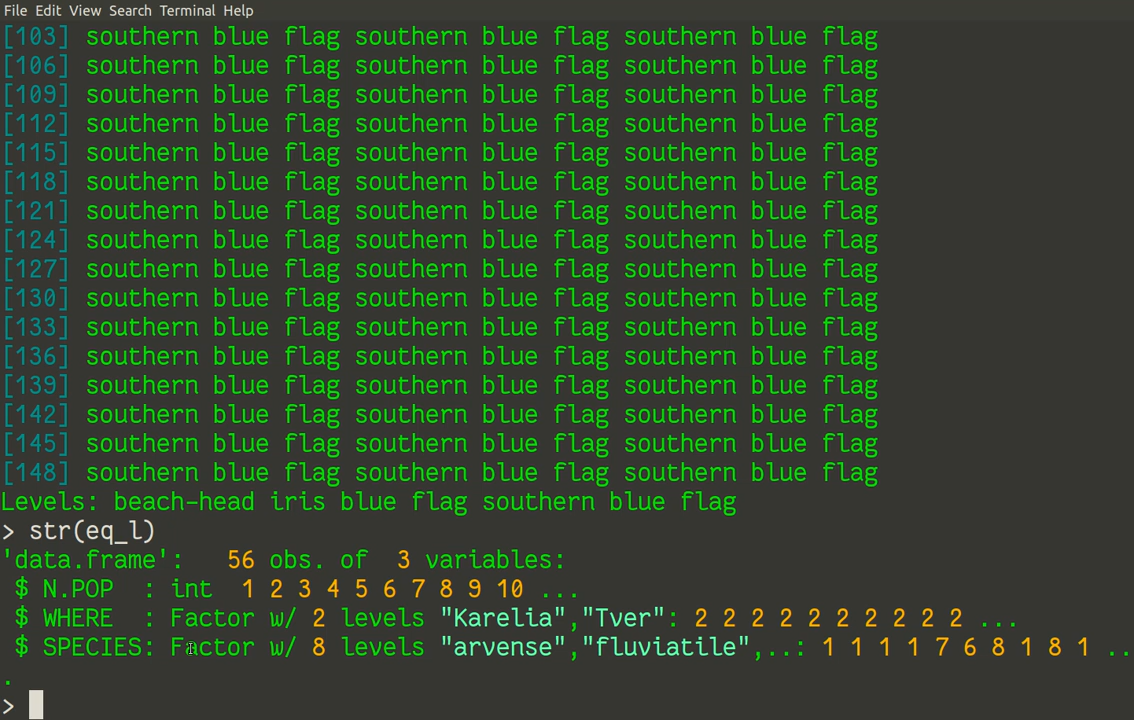 File Edit View Search Terminal Help
[103] southern blue flag southern blue flag southern blue flag
[106] southern blue flag southern blue flag southern blue flag
[109] southern blue flag southern blue flag southern blue flag
[112] southern blue flag southern blue flag southern blue flag
[115] southern blue flag southern blue flag southern blue flag
[118] southern blue flag southern blue flag southern blue flag
[121] southern blue flag southern blue flag southern blue flag
[124] southern blue flag southern blue flag southern blue flag
[127] southern blue flag southern blue flag southern blue flag
[130] southern blue flag southern blue flag southern blue flag
[133] southern blue flag southern blue flag southern blue flag
[136] southern blue flag southern blue flag southern blue flag
[139] southern blue flag southern blue flag southern blue flag
[142] southern blue flag southern blue flag southern blue flag
[145] southern blue flag southern blue flag southern blue flag
[148] southern blue flag southern blue flag southern blue flag
Levels: beach-head iris blue flag southern blue flag
> str(eq_l)
'data.frame':   56 obs. of  3 variables:
 $ N.POP  : int  1 2 3 4 5 6 7 8 9 10 ...
 $ WHERE  : Factor w/ 2 levels "Karelia","Tver": 2 2 2 2 2 2 2 2 2 2 ...
 $ SPECIES: Factor w/ 8 levels "arvense","fluviatile",..: 1 1 1 1 7 6 8 1 8 1 ..
.
>